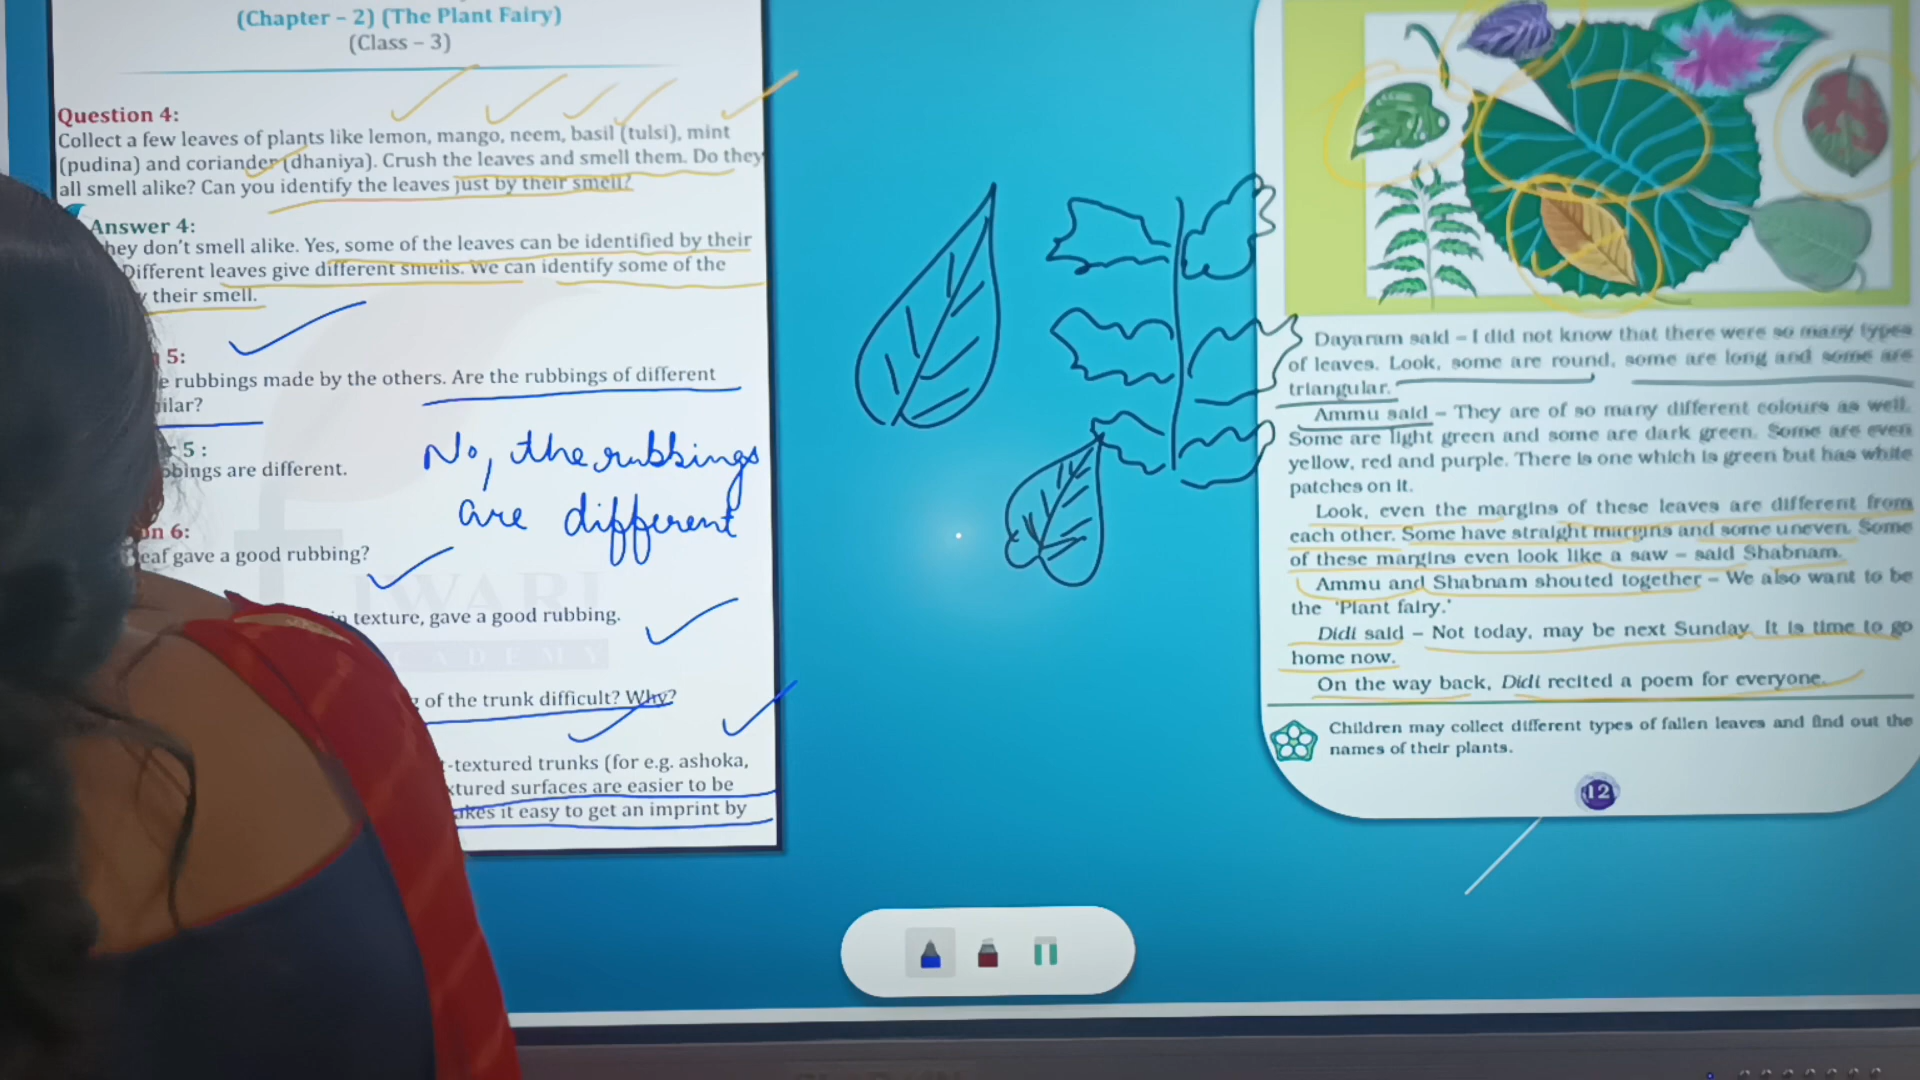 (Chapter – 2) (The Plant Fairy)
(Class – 3)
Question 4:
Collect a few leaves of plants like lemon, mango, neem, basil (tulsi), mint
(pudina) and coriander (dhaniya). Crush the leaves and smell them. Do they
all smell alike? Can you identify the leaves just by their smell?
Answer 4:
hey don't smell alike. Yes, some of the leaves can be identified by their
Different leaves give different smells. We can identify some of the
their smell.
5:
rubbings made by the others. Are the rubbings of different
ilar?
5 :
bbings are different.
No, the rubbings
are different
on 6:
eaf gave a good rubbing?
texture, gave a good rubbing.
of the trunk difficult? Why?
-textured trunks (for e.g. ashoka,
xtured surfaces are easier to be
akes it easy to get an imprint by
IWARI
ACADEMY
Dayaram said – I did not know that there were so many types
of leaves. Look, some are round, some are long and some are
triangular.
Ammu said – They are of so many different colours as well.
Some are light green and some are dark green. Some are even
yellow, red and purple. There is one which is green but has white
patches on it.
Look, even the margins of these leaves are different from
each other. Some have straight margins and some uneven. Some
of these margins even look like a saw – said Shabnam.
Ammu and Shabnam shouted together – We also want to be
the 'Plant fairy.'
Didi said – Not today, may be next Sunday. It is time to go
home now.
On the way back, Didi recited a poem for everyone.
Children may collect different types of fallen leaves and find out the
names of their plants.
12